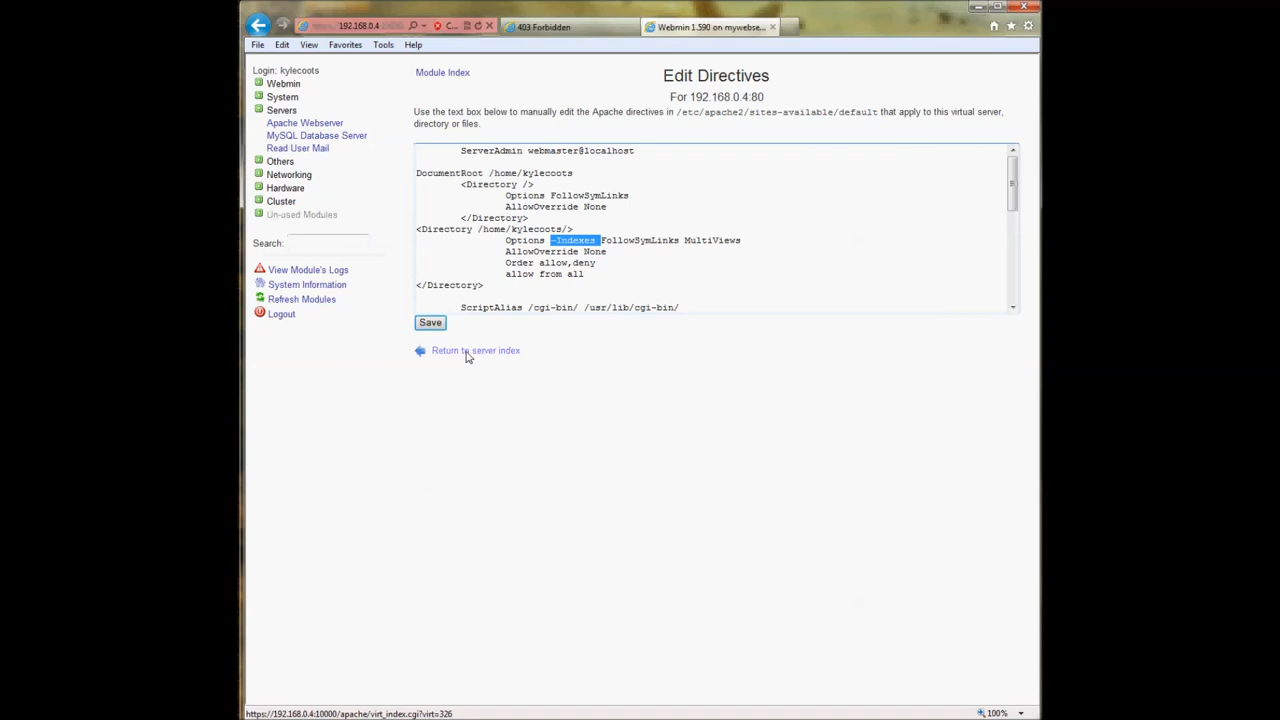 192.168.0.4
C...
403 Forbidden
Webmin 1.590 on mywebse...
File Edit View Favorites Tools Help
Login: kylecoots
Webmin
System
Servers
Apache Webserver
MySQL Database Server
Read User Mail
Others
Networking
Hardware
Cluster
Un-used Modules
Search:
View Module's Logs
System Information
Refresh Modules
Logout
Module Index
Edit Directives
For 192.168.0.4:80
Use the text box below to manually edit the Apache directives in /etc/apache2/sites-available/default that apply to this virtual server,
directory or files.
ServerAdmin webmaster@localhost
DocumentRoot /home/kylecoots
<Directory />
Options FollowSymLinks
AllowOverride None
</Directory>
<Directory /home/kylecoots/>
Options -Indexes FollowSymLinks MultiViews
AllowOverride None
Order allow,deny
allow from all
</Directory>
ScriptAlias /cgi-bin/ /usr/lib/cgi-bin/
Save
Return to server index
https://192.168.0.4:10000/apache/virt_index.cgi?virt=326
100%